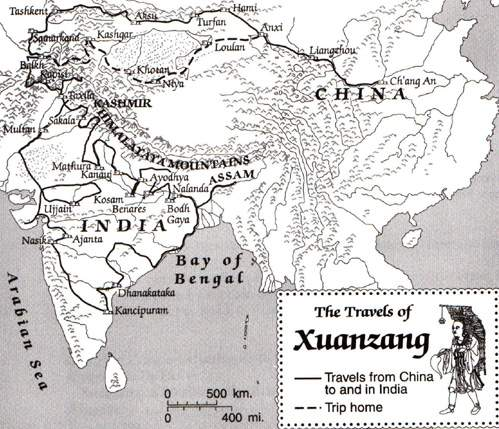 Tashkent
Aksu
Turfan
Hami
Anxi
Samarkand
Kashgar
Loulan
Liangzhou
Balkh
Kapisi
Khotan
Niya
Ch'ang An
CHINA
Taxila
KASHMIR
Sakala
Multan
HIMALAYAYA MOUNTAINS
Mathura
Kanauj
Ayodhya
ASSAM
Nalanda
Ujjain
Kosam
Benares
Bodh
Gaya
INDIA
Nasik
Ajanta
Bay of
Bengal
Arabian Sea
Dhanakataka
Kancipuram
0 500 km.
0 400 mi.
The Travels of
Xuanzang
Travels from China
to and in India
Trip home